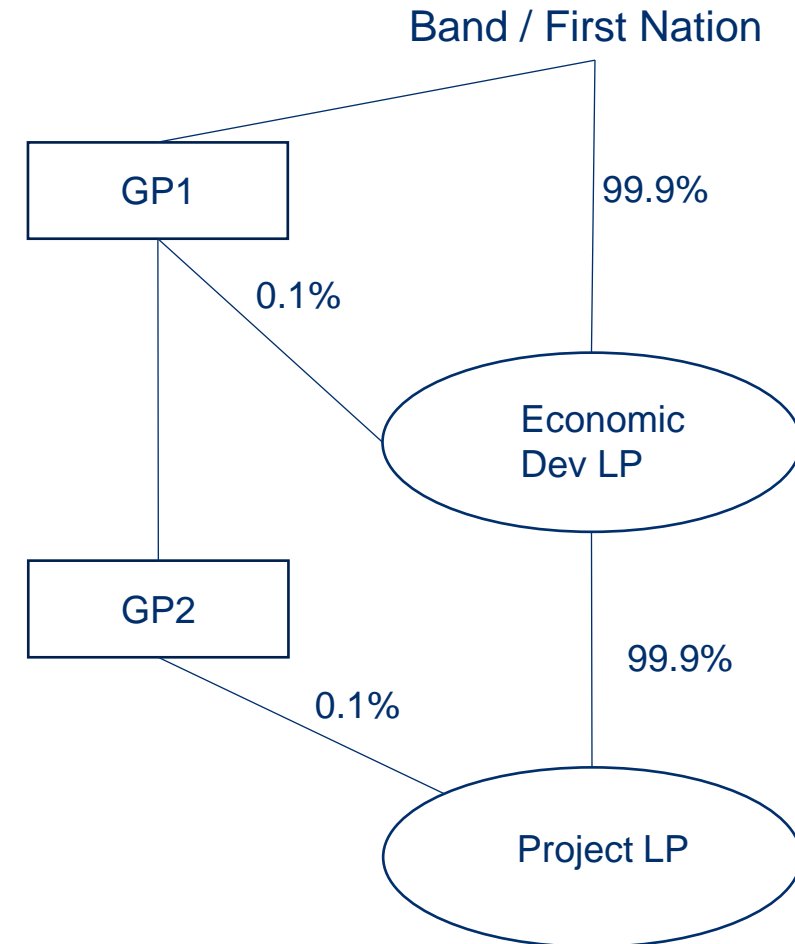 Band / First Nation
GP1
99.9%
0.1%
Economic
Dev LP
GP2
99.9%
0.1%
Project LP